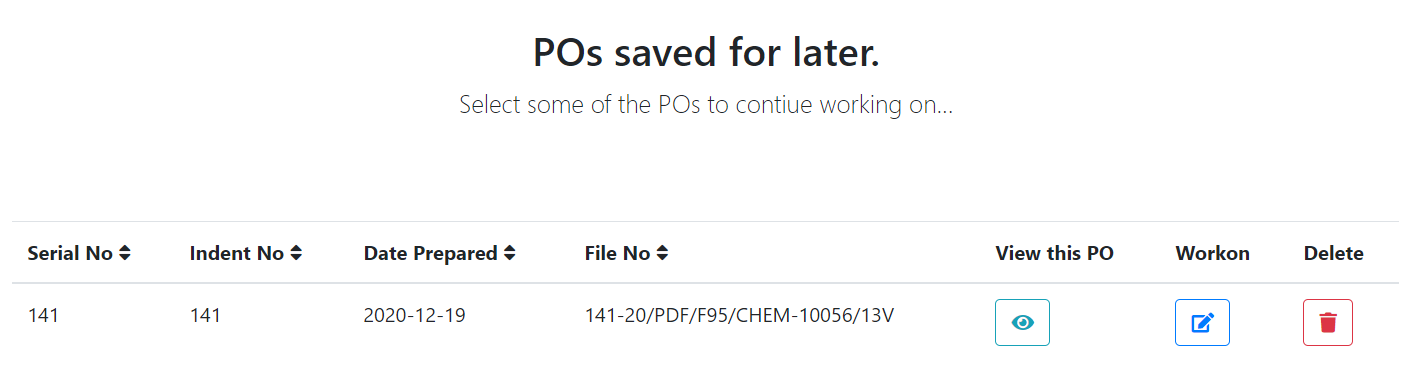 POs saved for later.
Select some of the POs to contiue working on...
Serial No Indent No Date Prepared File No View this PO Workon Delete
141 141 2020-12-19 141-20/PDF/F95/CHEM-10056/13V